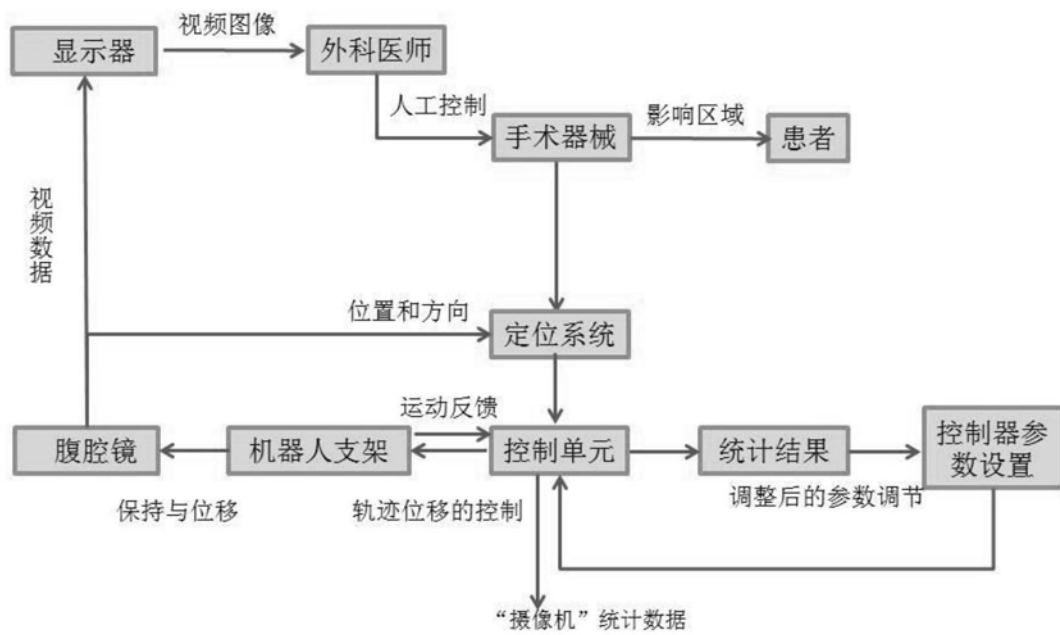 视频图像
显示器
外科医师
人工控制
手术器械
影响区域
患者
视频数据
位置和方向
定位系统
运动反馈
腹腔镜
机器人支架
控制单元
统计结果
控制器参
数设置
保持与位移
轨迹位移的控制
调整后的参数调节
“摄像机”统计数据